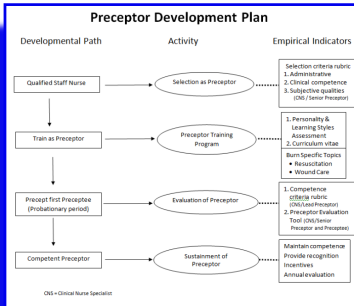 Preceptor Development Plan
Developmental Path
Activity
Empirical Indicators
Qualified Staff Nurse
Selection as Preceptor
Selection criteria rubric
1. Administrative
2. Clinical competence
3. Subjective qualities
(CNS / Senior Preceptor)
Train as Preceptor
Preceptor Training
Program
1. Personality &
Learning Styles
Assessment
2. Curriculum vitae
Burn Specific Topics
• Resuscitation
• Wound Care
Precept first Preceptee
(Probationary period)
Evaluation of Preceptor
1. Competence
criteria rubric
(CNS/Lead Preceptor)
2. Preceptor Evaluation
Tool (CNS/Senior
Preceptor and Preceptee)
Competent Preceptor
Sustainment of
Preceptor
Maintain competence
Provide recognition
Incentives
Annual evaluation
CNS = Clinical Nurse Specialist